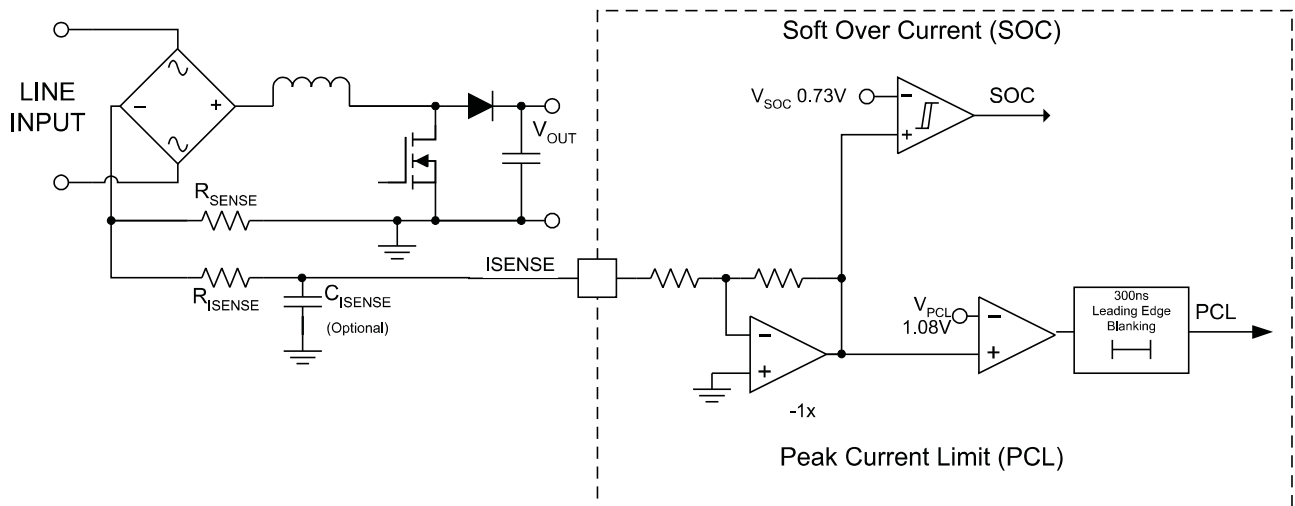 Soft Over Current (SOC)
LINE
INPUT
−
+
V_SOC 0.73V
−
+
SOC
V_OUT
R_SENSE
R_ISENSE
C_ISENSE
(Optional)
ISENSE
−
+
-1x
V_PCL
1.08V
−
+
300ns
Leading Edge
Blanking
PCL
Peak Current Limit (PCL)